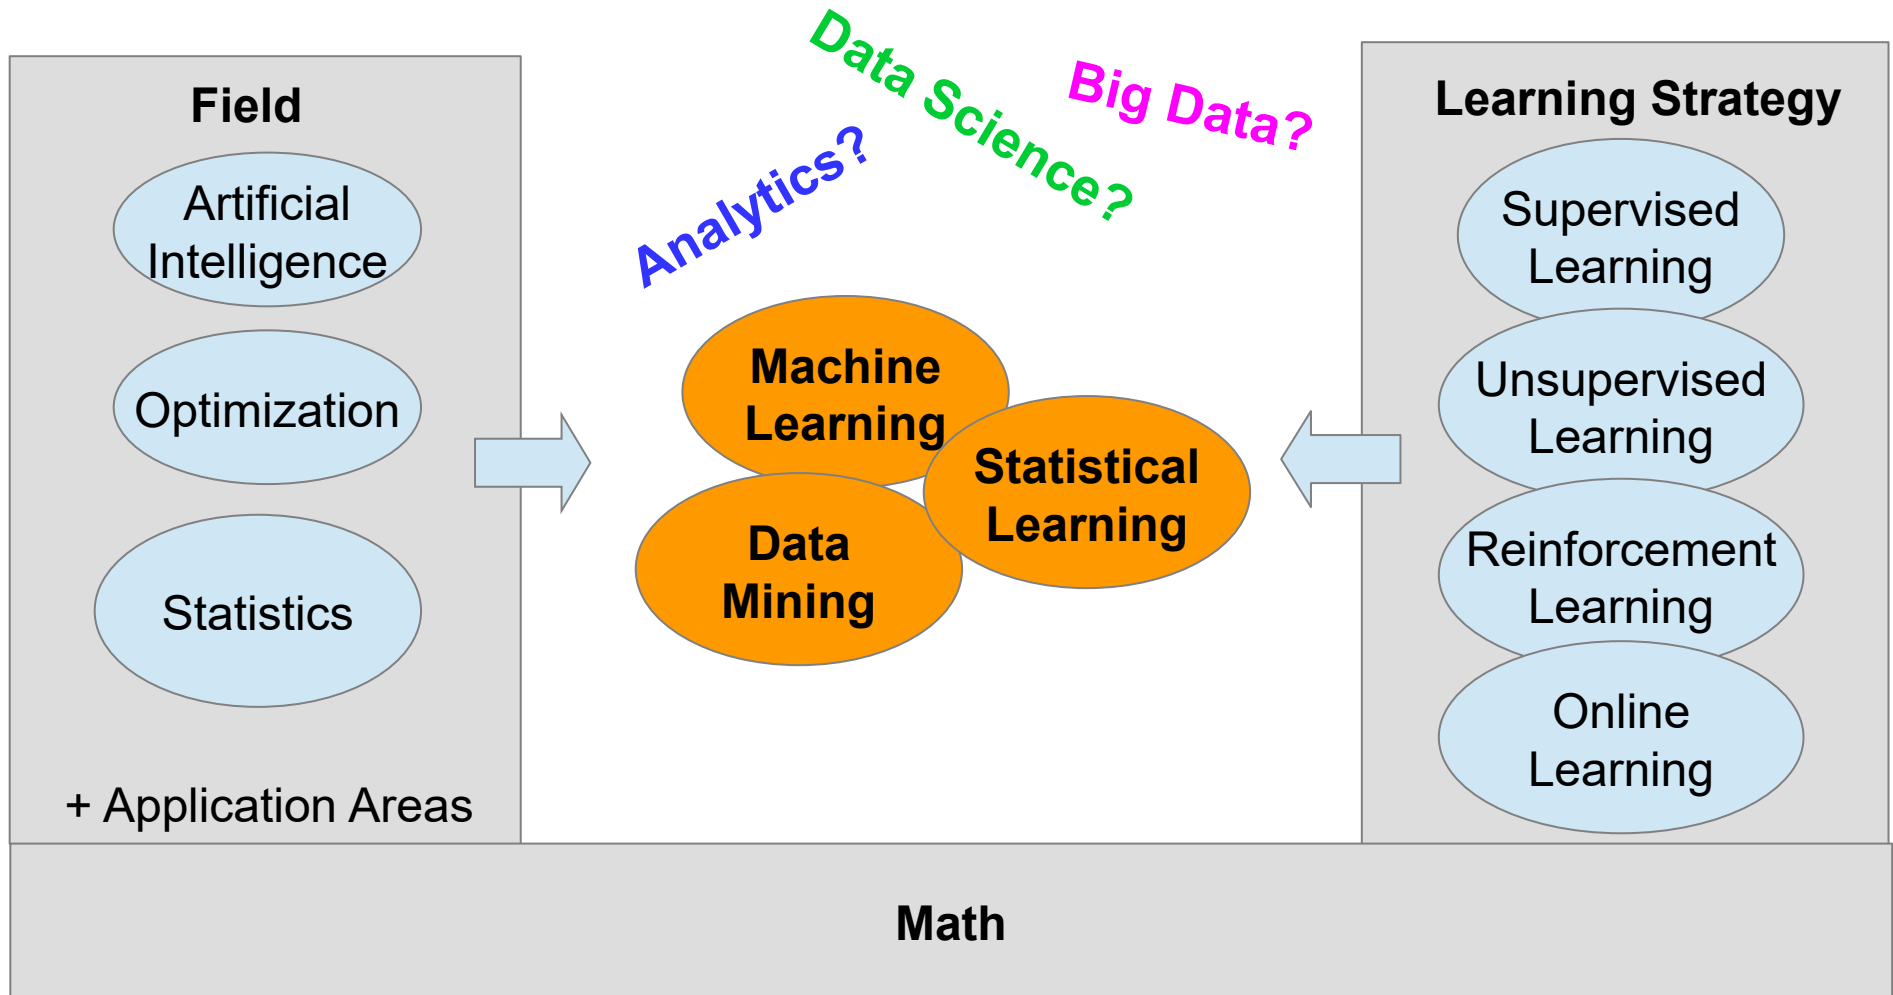 Field
Artificial
Intelligence
Optimization
Statistics
+ Application Areas
Analytics?
Data Science?
Big Data?
Machine
Learning
Statistical
Learning
Data
Mining
Learning Strategy
Supervised
Learning
Unsupervised
Learning
Reinforcement
Learning
Online
Learning
Math